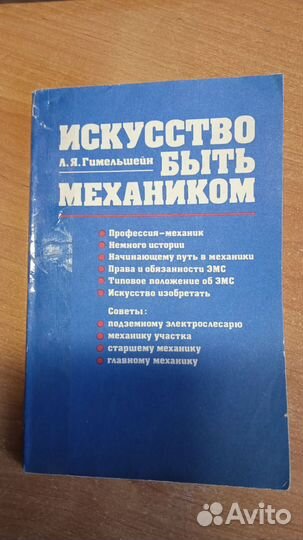 ИСКУССТВО
Л.Я.Гимельшейн
БЫТЬ
МЕХАНИКОМ
Профессия-механик
Немного истории
Начинающему путь в механики
Права и обязанности ЭМС
Типовое положение об ЭМС
Искусство изобретать
Советы:
подземному электрослесарю
механику участка
старшему механику
главному механику
Avito